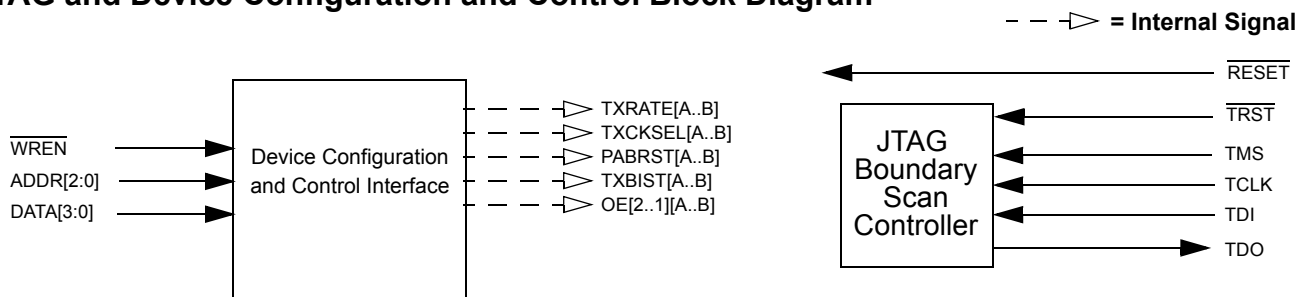 TAG and Device Configuration and Control Block Diagram
= Internal Signal
RESET
TRST
TMS
TCLK
TDI
TDO
JTAG
Boundary
Scan
Controller
WREN
ADDR[2:0]
DATA[3:0]
Device Configuration
and Control Interface
TXRATE[A..B]
TXCKSEL[A..B]
PABRST[A..B]
TXBIST[A..B]
OE[2..1][A..B]